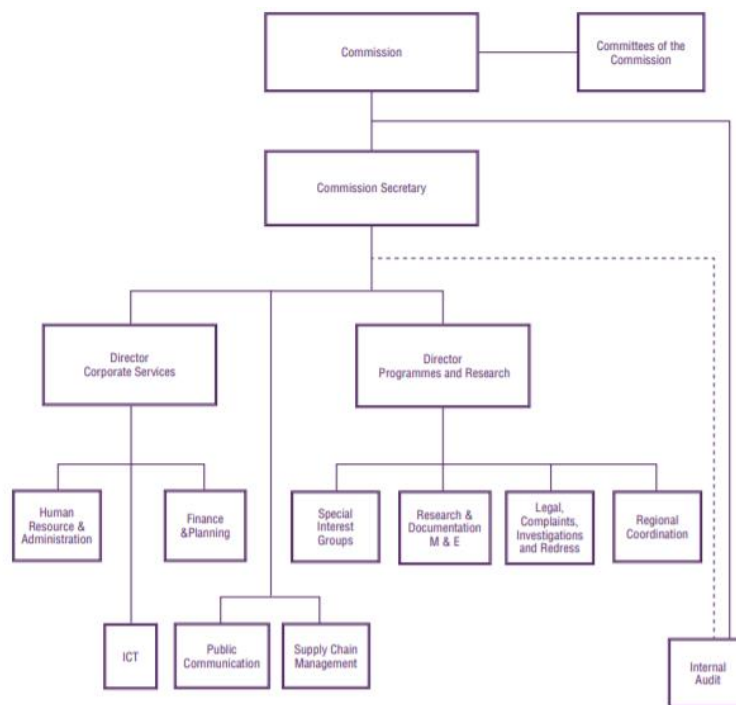 Commission
Committees of the
Commission
Commission Secretary
Director
Corporate Services
Director
Programmes and Research
Human
Resource &
Administration
Finance
&Planning
Special
Interest
Groups
Research &
Documentation
M & E
Legal,
Complaints,
Investigations
and Redress
Regional
Coordination
ICT
Public
Communication
Supply Chain
Management
Internal
Audit